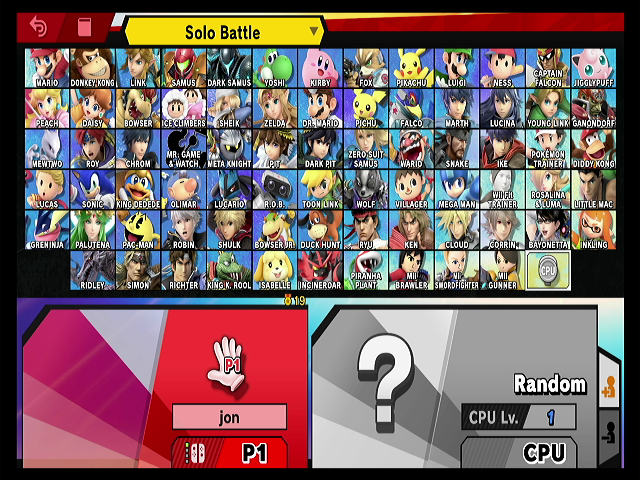 Solo Battle
MARIO DONKEY KONG LINK SAMUS DARK SAMUS YOSHI KIRBY FOX PIKACHU LUIGI NESS CAPTAIN FALCON JIGGLYPUFF
PEACH DAISY BOWSER ICE CLIMBERS SHEIK ZELDA DR. MARIO PICHU FALCO MARTH LUCINA YOUNG LINK GANONDORF
MEWTWO ROY CHROM MR. GAME & WATCH META KNIGHT PIT DARK PIT ZERO SUIT SAMUS WARIO SNAKE IKE POKÉMON TRAINER DIDDY KONG
LUCAS SONIC KING DEDEDE OLIMAR LUCARIO R.O.B. TOON LINK WOLF VILLAGER MEGA MAN WII FIT TRAINER ROSALINA & LUMA LITTLE MAC
GRENINJA PALUTENA PAC-MAN ROBIN SHULK BOWSER JR. DUCK HUNT RYU KEN CLOUD CORRIN BAYONETTA INKLING
RIDLEY SIMON RICHTER KING K. ROOL ISABELLE INCINEROAR PIRANHA PLANT MII BRAWLER MII SWORDFIGHTER MII GUNNER CPU
19
P1
jon
P1
?
Random
CPU Lv. 1
CPU